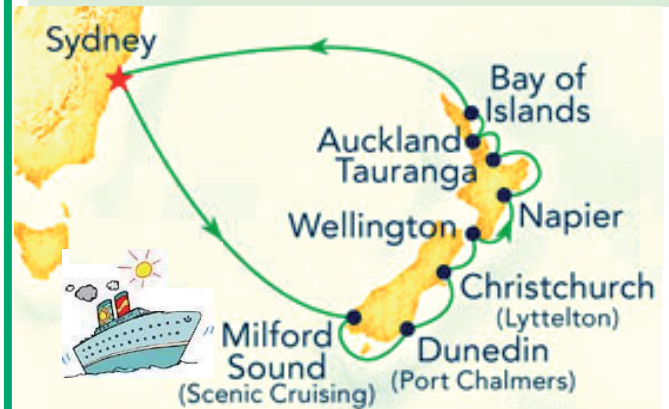 Sydney
Bay of
Islands
Auckland
Tauranga
Napier
Wellington
Christchurch
(Lyttelton)
Milford
Sound
(Scenic Cruising)
Dunedin
(Port Chalmers)